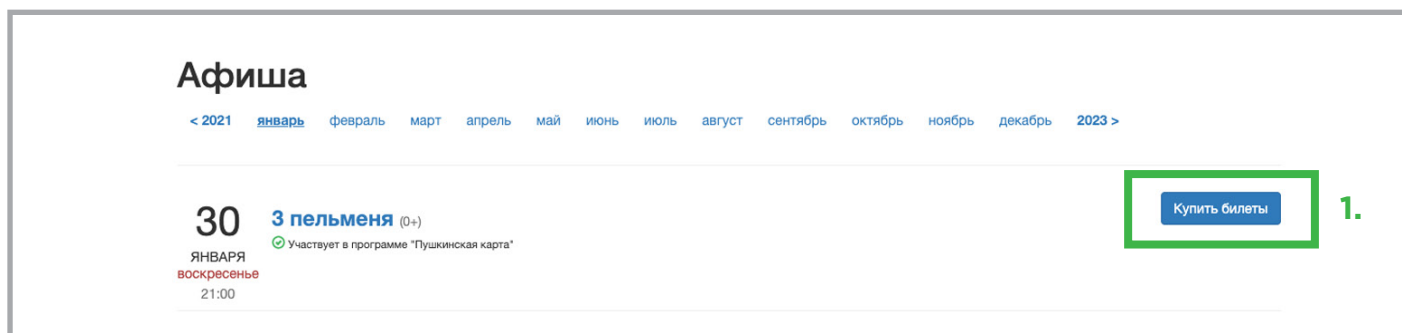 Афиша
< 2021 январь февраль март апрель май июнь июль август сентябрь октябрь ноябрь декабрь 2023 >
30
ЯНВАРЯ
воскресенье
21:00
3 пельменя (0+)
Участвует в программе "Пушкинская карта"
Купить билеты
1.